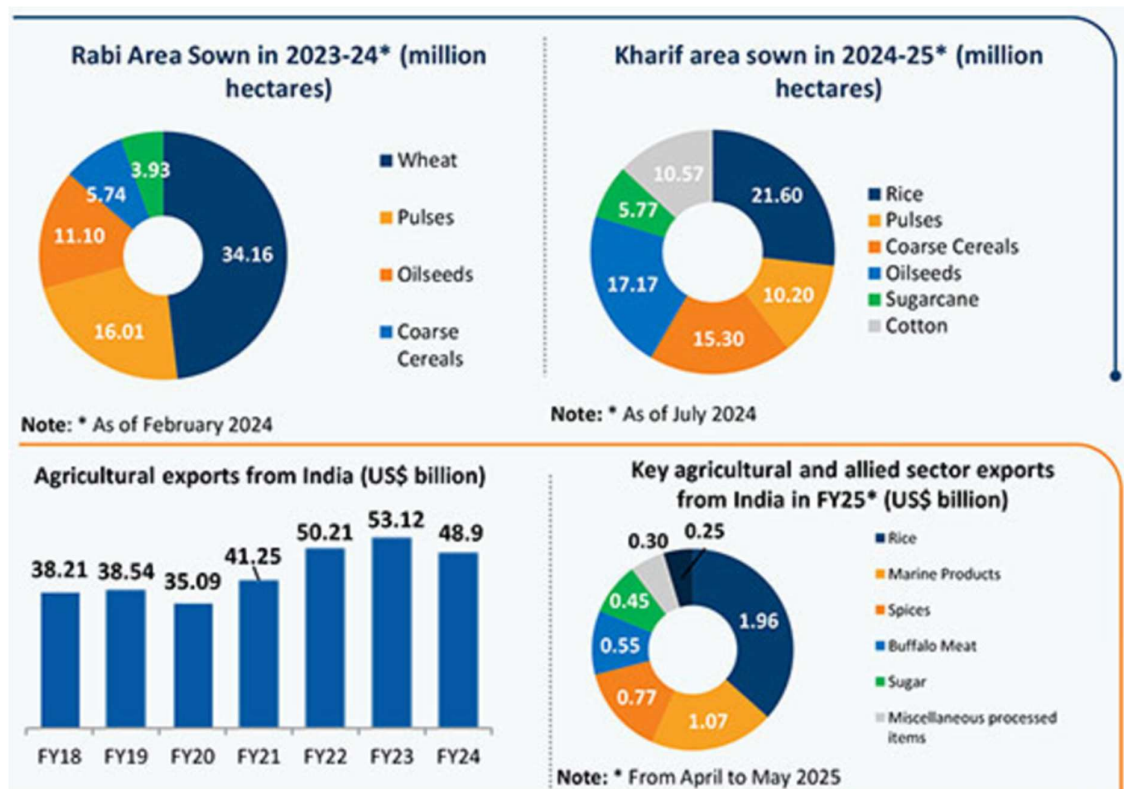 Rabi Area Sown in 2023-24* (million
hectares)
3.93
5.74
11.10
16.01
34.16
Wheat
Pulses
Oilseeds
Coarse
Cereals
Note: * As of February 2024
Kharif area sown in 2024-25* (million
hectares)
10.57
21.60
5.77
17.17
10.20
15.30
Rice
Pulses
Coarse Cereals
Oilseeds
Sugarcane
Cotton
Note: * As of July 2024
Agricultural exports from India (US$ billion)
38.21 38.54 35.09 41.25 50.21 53.12 48.9
FY18 FY19 FY20 FY21 FY22 FY23 FY24
Key agricultural and allied sector exports
from India in FY25* (US$ billion)
0.30 0.25
0.45
1.96
0.55
0.77
1.07
Rice
Marine Products
Spices
Buffalo Meat
Sugar
Miscellaneous processed
items
Note: * From April to May 2025